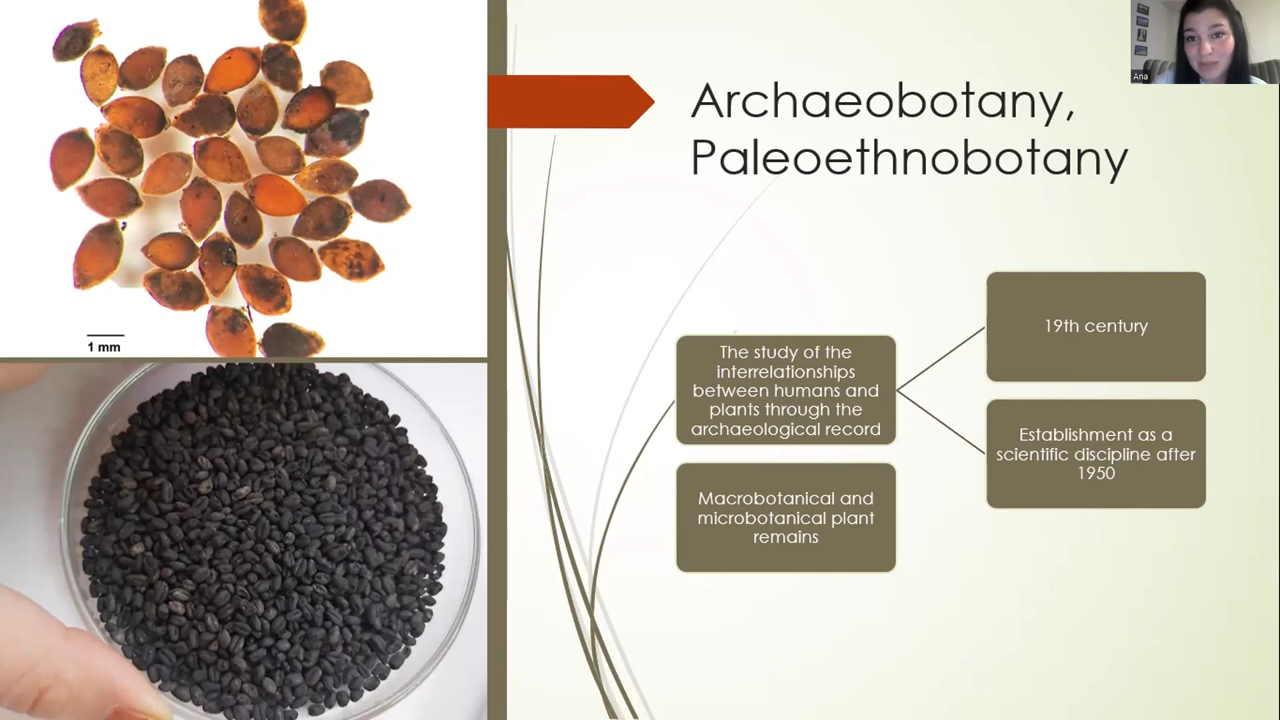 Archaeobotany,
Paleoethnobotany
Ana
1 mm
The study of the
interrelationships
between humans and
plants through the
archaeological record
19th century
Establishment as a
scientific discipline after
1950
Macrobotanical and
microbotanical plant
remains